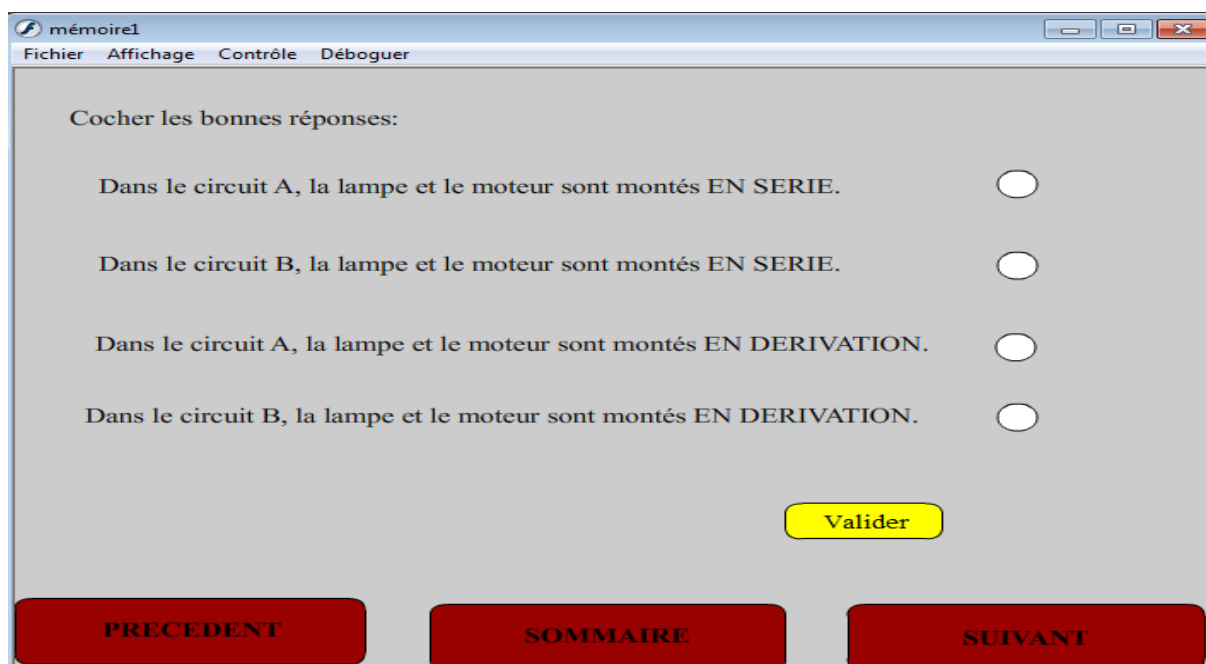 mémoire1
Fichier Affichage Contrôle Déboguer
Cocher les bonnes réponses:
Dans le circuit A, la lampe et le moteur sont montés EN SERIE.
Dans le circuit B, la lampe et le moteur sont montés EN SERIE.
Dans le circuit A, la lampe et le moteur sont montés EN DERIVATION.
Dans le circuit B, la lampe et le moteur sont montés EN DERIVATION.
Valider
PRECEDENT SOMMAIRE SUIVANT